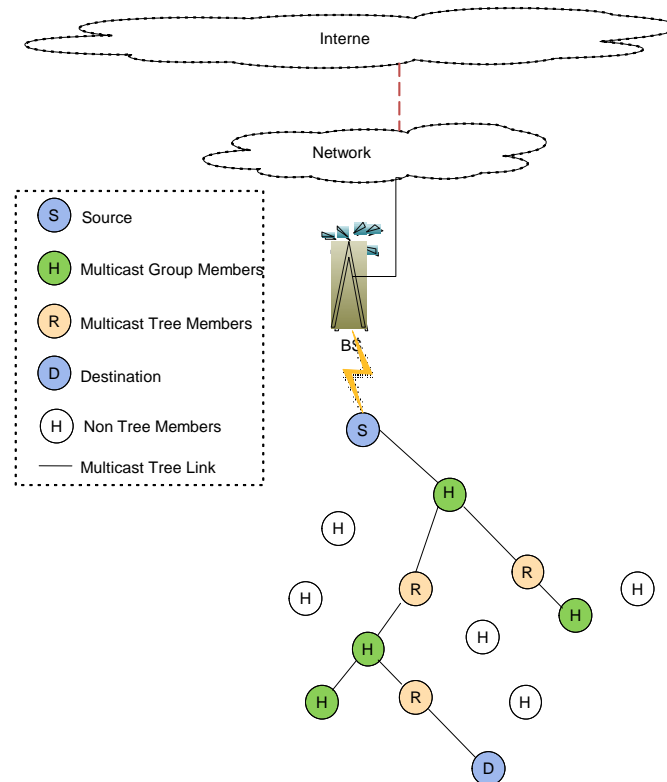 Interne
Network
S Source
H Multicast Group Members
R Multicast Tree Members
D Destination
H Non Tree Members
Multicast Tree Link
BS
S
H
H
R
R
H
H
H
H
H
H
R
H
D